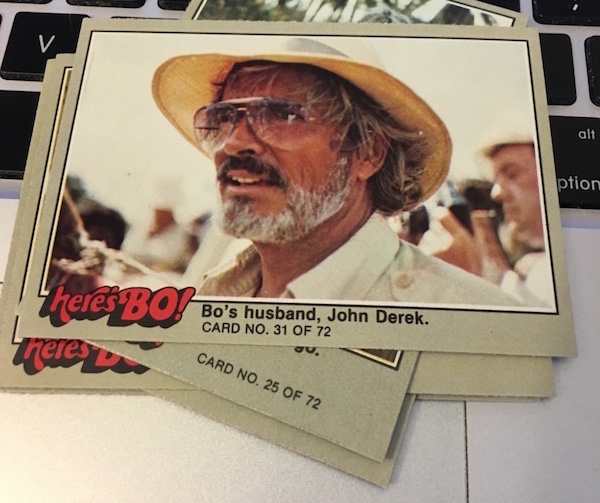 V
alt
ption
here's BO!
Bo's husband, John Derek.
CARD NO. 31 OF 72
here's
go.
CARD NO. 25 OF 72